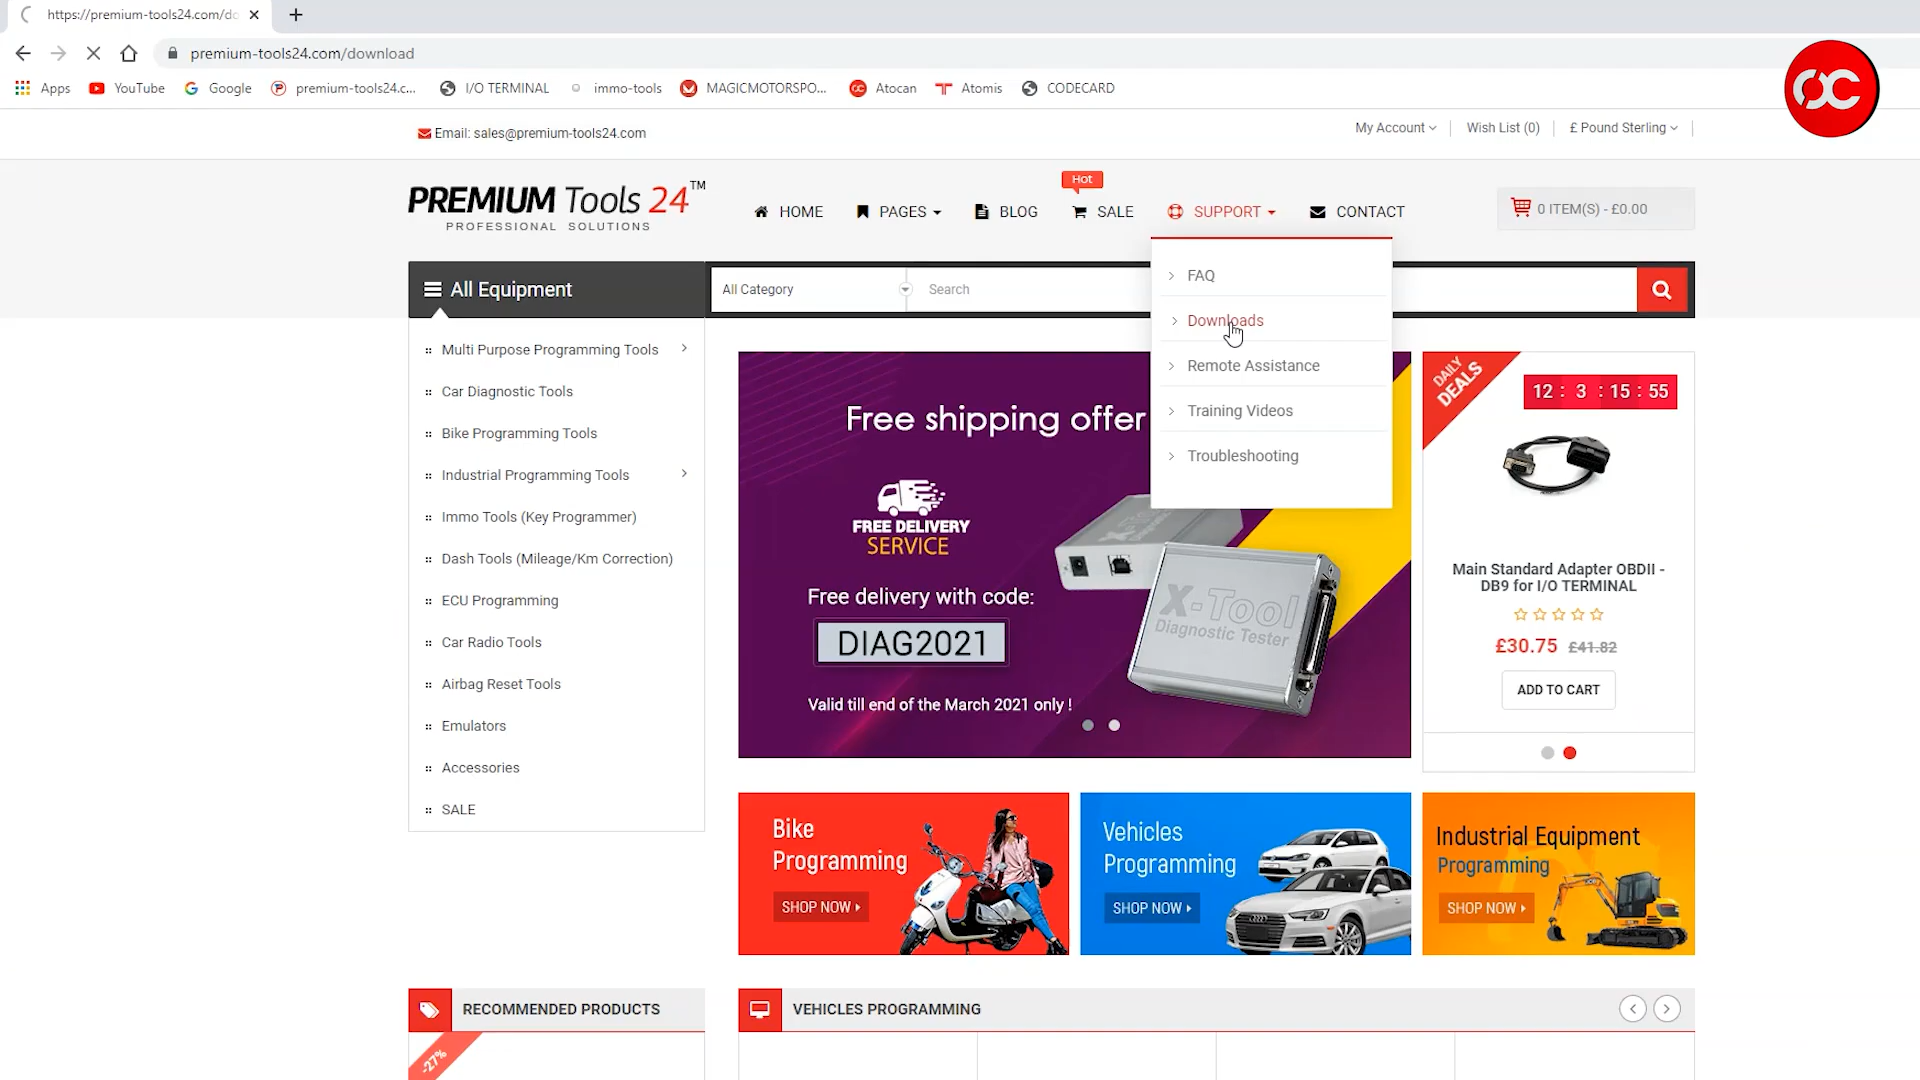 https://premium-tools24.com/do
premium-tools24.com/download
Apps
YouTube
Google
premium-tools24.c...
I/O TERMINAL
immo-tools
MAGICMOTORSPO...
Atocan
Atomis
CODECARD
Email: sales@premium-tools24.com
My Account
Wish List (0)
£ Pound Sterling
PREMIUM Tools 24™
PROFESSIONAL SOLUTIONS
HOME
PAGES
BLOG
Hot
SALE
SUPPORT
CONTACT
0 ITEM(S) - £0.00
All Equipment
All Category
Search
FAQ
Downloads
Remote Assistance
Training Videos
Troubleshooting
Multi Purpose Programming Tools
Car Diagnostic Tools
Bike Programming Tools
Industrial Programming Tools
Immo Tools (Key Programmer)
Dash Tools (Mileage/Km Correction)
ECU Programming
Car Radio Tools
Airbag Reset Tools
Emulators
Accessories
SALE
Free shipping offer
FREE DELIVERY
SERVICE
Free delivery with code:
DIAG2021
Valid till end of the March 2021 only !
X-Tool
Diagnostic Tester
DAILY
DEALS
12 : 3 : 15 : 55
Main Standard Adapter OBDII -
DB9 for I/O TERMINAL
£30.75 £41.82
ADD TO CART
Bike
Programming
SHOP NOW
Vehicles
Programming
SHOP NOW
Industrial Equipment
Programming
SHOP NOW
RECOMMENDED PRODUCTS
-27%
VEHICLES PROGRAMMING